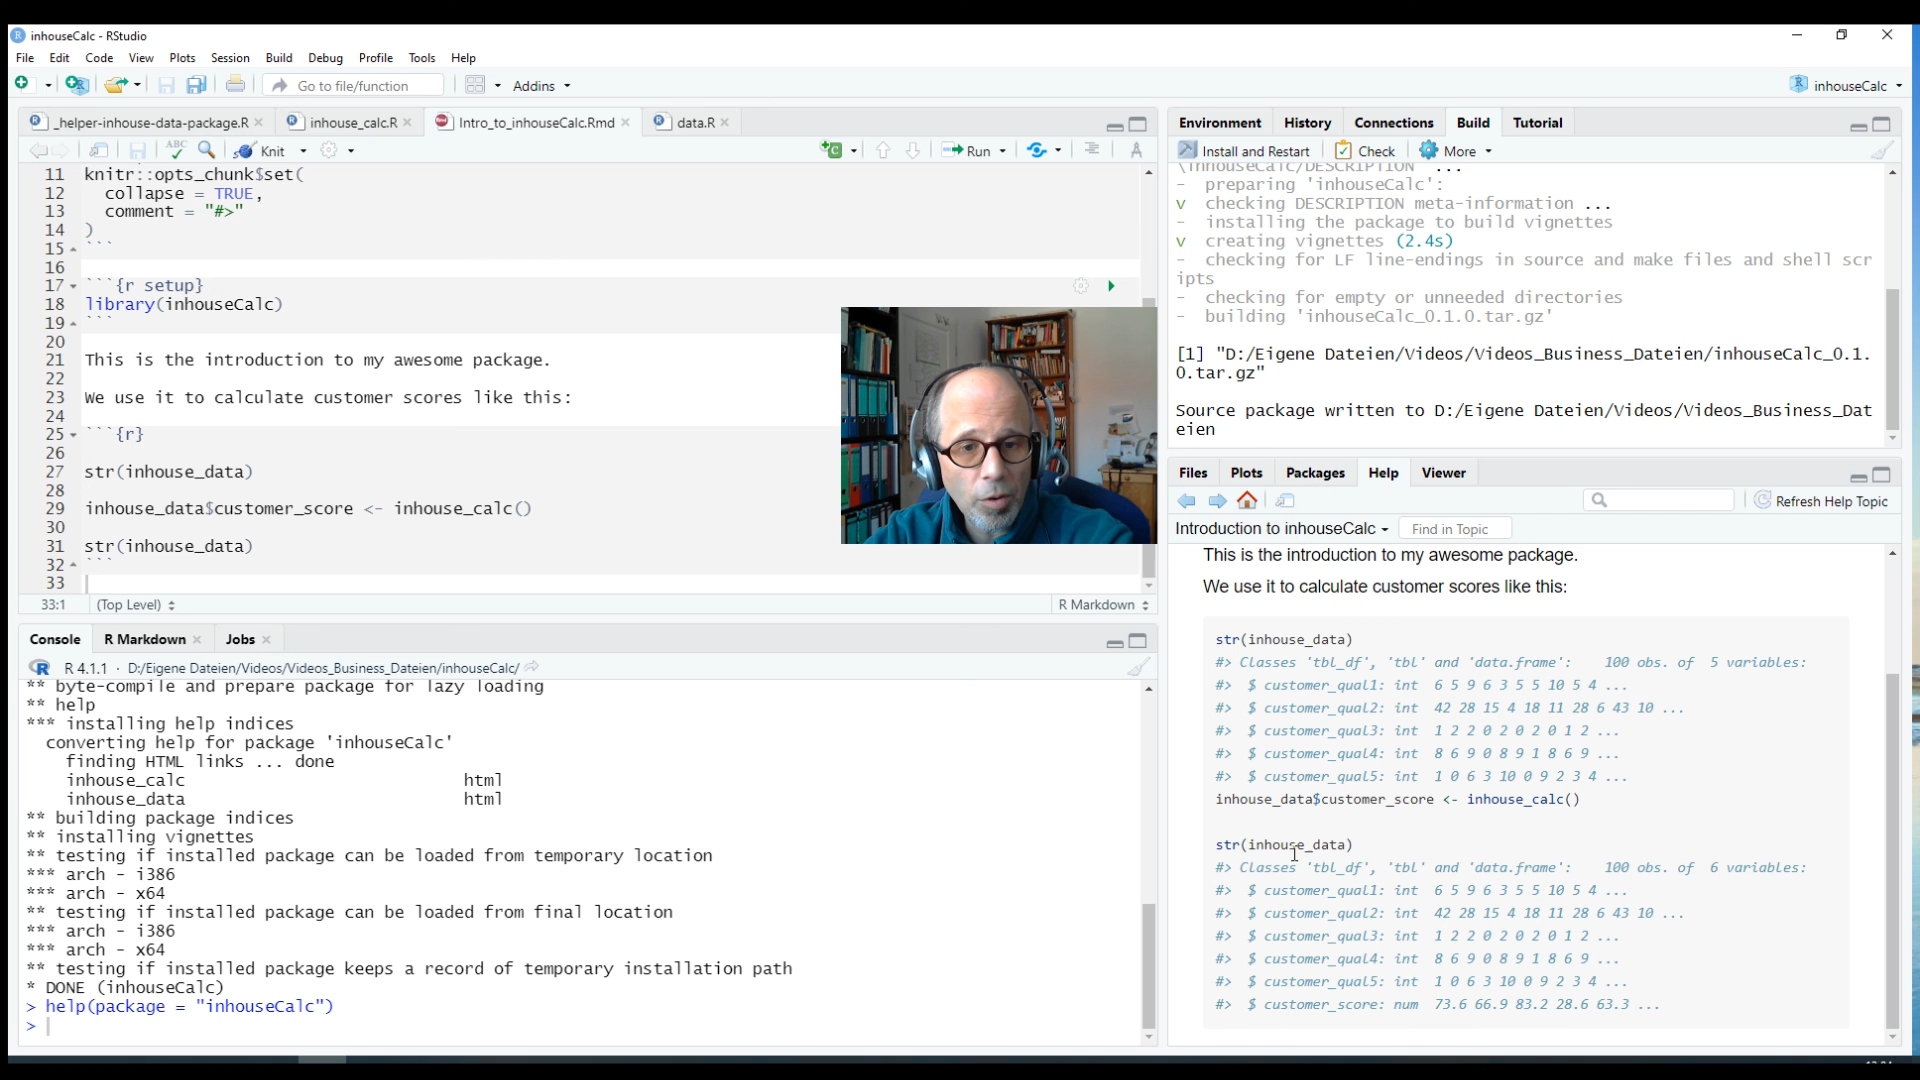 inhouseCalc - RStudio
File Edit Code View Plots Session Build Debug Profile Tools Help
Go to file/function Addins inhouseCalc
_helper-inhouse-data-package.R inhouse_calc.R Intro_to_inhouseCalc.Rmd data.R
ABC Knit Run
11 knitr::opts_chunk$set(
12 collapse = TRUE,
13 comment = "#>"
14 )
15 ```
16
17 ```{r setup}
18 library(inhouseCalc)
19 ```
20
21 This is the introduction to my awesome package.
22
23 We use it to calculate customer scores like this:
24
25 ```{r}
26
27 str(inhouse_data)
28
29 inhouse_data$customer_score <- inhouse_calc()
30
31 str(inhouse_data)
32 ```
33
33:1 (Top Level) R Markdown
Console R Markdown Jobs
R 4.1.1 · D:/Eigene Dateien/Videos/Videos_Business_Dateien/inhouseCalc/
** byte-compile and prepare package for lazy loading
** help
*** installing help indices
converting help for package 'inhouseCalc'
finding HTML links ... done
inhouse_calc html
inhouse_data html
** building package indices
** installing vignettes
** testing if installed package can be loaded from temporary location
*** arch - i386
*** arch - x64
** testing if installed package can be loaded from final location
*** arch - i386
*** arch - x64
** testing if installed package keeps a record of temporary installation path
* DONE (inhouseCalc)
> help(package = "inhouseCalc")
>
Environment History Connections Build Tutorial
Install and Restart Check More
\inhouseCalc/DESCRIPTION' ...
- preparing 'inhouseCalc':
v checking DESCRIPTION meta-information ...
- installing the package to build vignettes
v creating vignettes (2.4s)
- checking for LF line-endings in source and make files and shell scr
ipts
- checking for empty or unneeded directories
- building 'inhouseCalc_0.1.0.tar.gz'
[1] "D:/Eigene Dateien/Videos/Videos_Business_Dateien/inhouseCalc_0.1.
0.tar.gz"
Source package written to D:/Eigene Dateien/Videos/Videos_Business_Dat
eien
Files Plots Packages Help Viewer
Refresh Help Topic
Introduction to inhouseCalc Find in Topic
This is the introduction to my awesome package.
We use it to calculate customer scores like this:
str(inhouse_data)
#> Classes 'tbl_df', 'tbl' and 'data.frame': 100 obs. of 5 variables:
#> $ customer_qual1: int 6 5 9 6 3 5 5 10 5 4 ...
#> $ customer_qual2: int 42 28 15 4 18 11 28 6 43 10 ...
#> $ customer_qual3: int 1 2 2 0 2 0 2 0 1 2 ...
#> $ customer_qual4: int 8 6 9 0 8 9 1 8 6 9 ...
#> $ customer_qual5: int 1 0 6 3 10 0 9 2 3 4 ...
inhouse_data$customer_score <- inhouse_calc()
str(inhouse_data)
#> Classes 'tbl_df', 'tbl' and 'data.frame': 100 obs. of 6 variables:
#> $ customer_qual1: int 6 5 9 6 3 5 5 10 5 4 ...
#> $ customer_qual2: int 42 28 15 4 18 11 28 6 43 10 ...
#> $ customer_qual3: int 1 2 2 0 2 0 2 0 1 2 ...
#> $ customer_qual4: int 8 6 9 0 8 9 1 8 6 9 ...
#> $ customer_qual5: int 1 0 6 3 10 0 9 2 3 4 ...
#> $ customer_score: num 73.6 66.9 83.2 28.6 63.3 ...